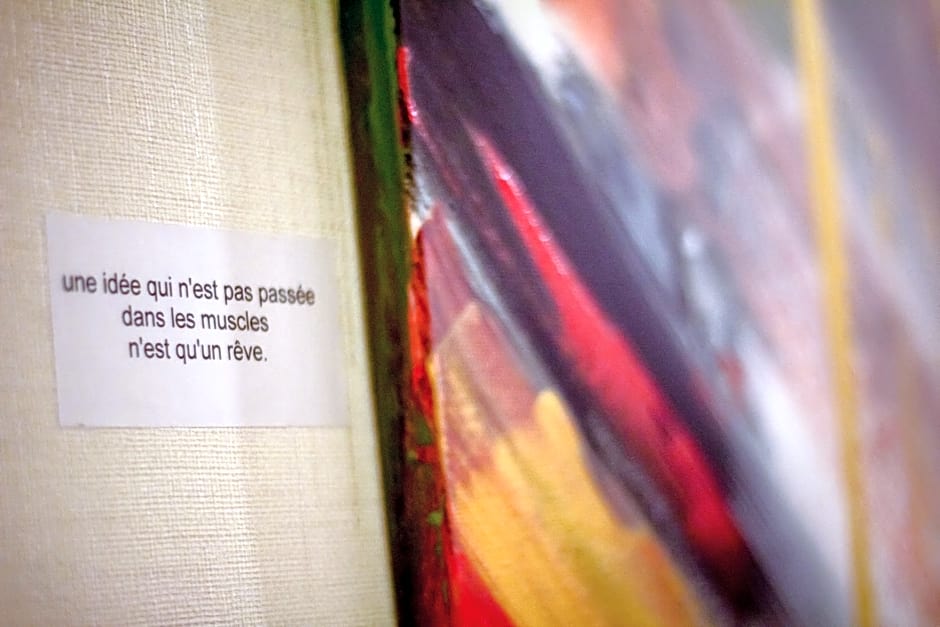 une idée qui n'est pas passée
dans les muscles
n'est qu'un rêve.